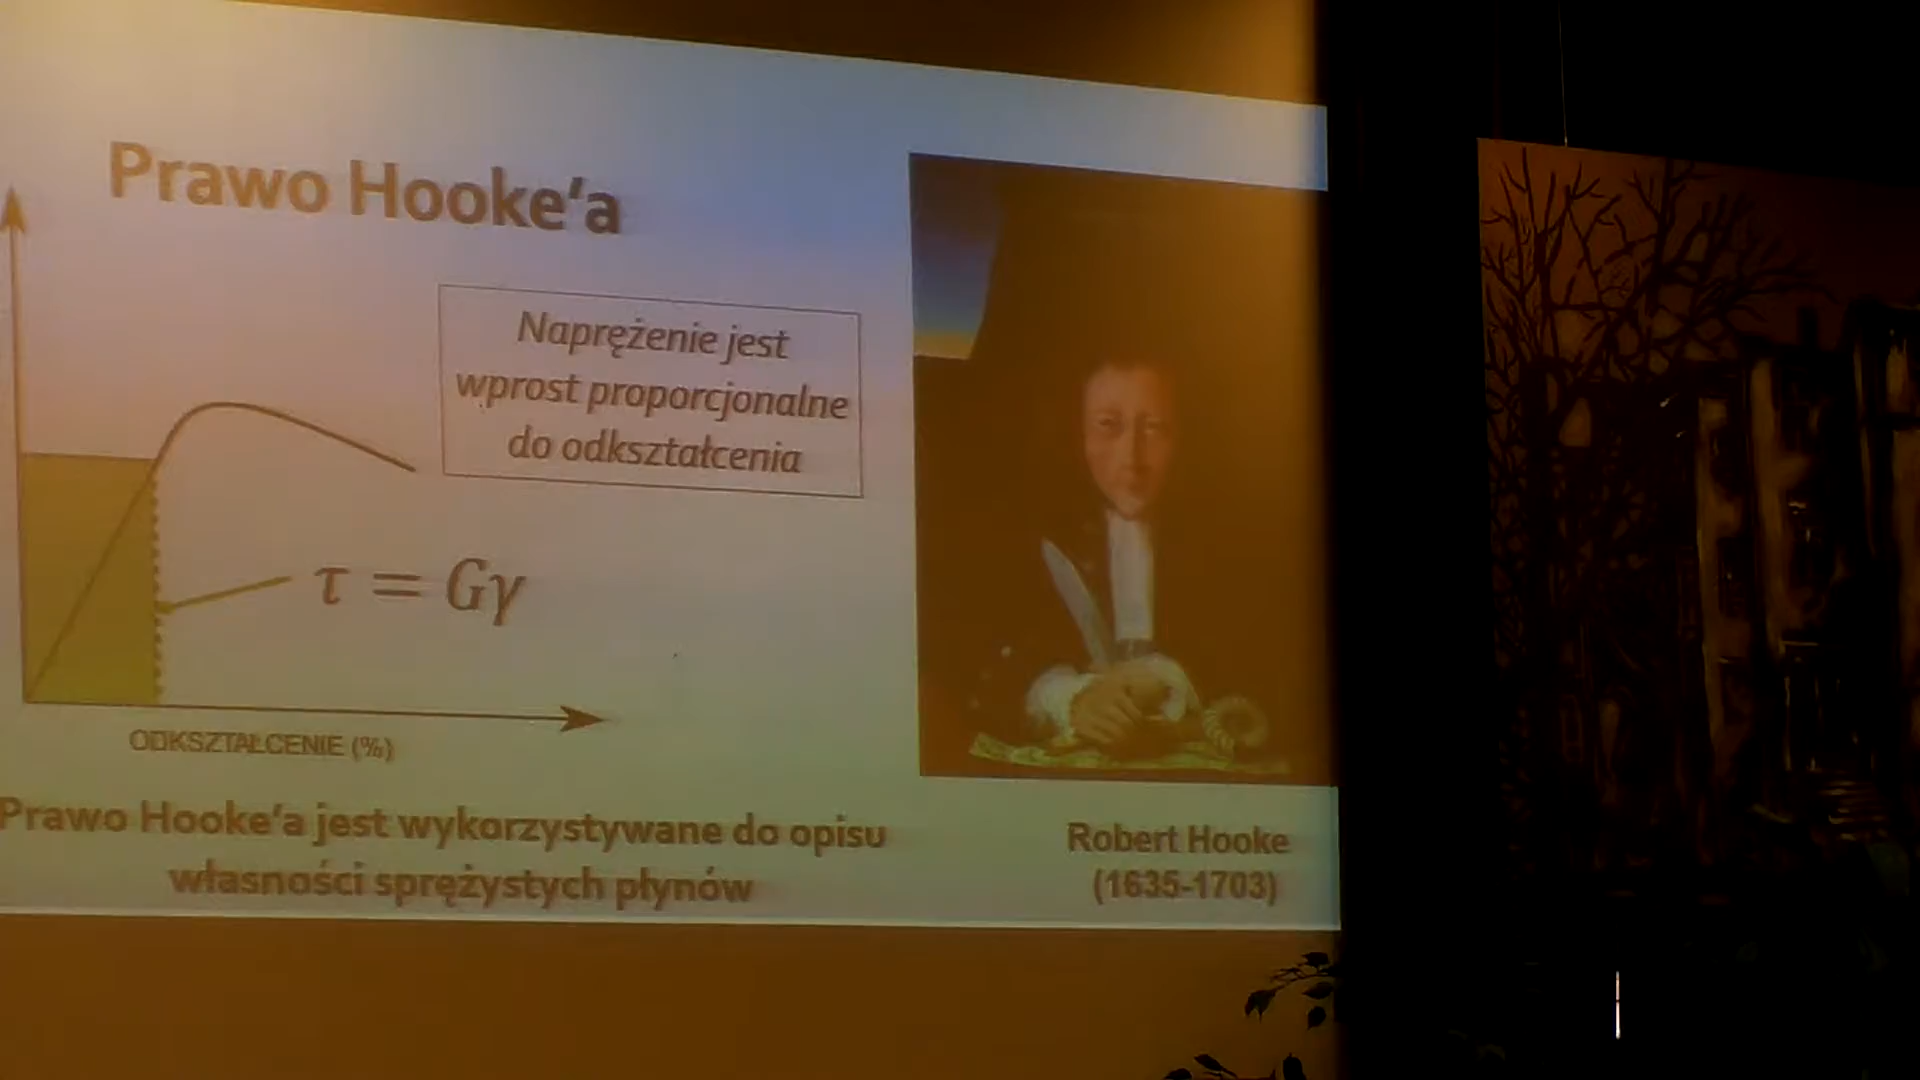 Prawo Hooke’a
Naprężenie jest
wprost proporcjonalne
do odkształcenia
τ = Gγ
ODKSZTAŁCENIE (%)
Prawo Hooke’a jest wykorzystywane do opisu
własności sprężystych płynów
Robert Hooke
(1635-1703)